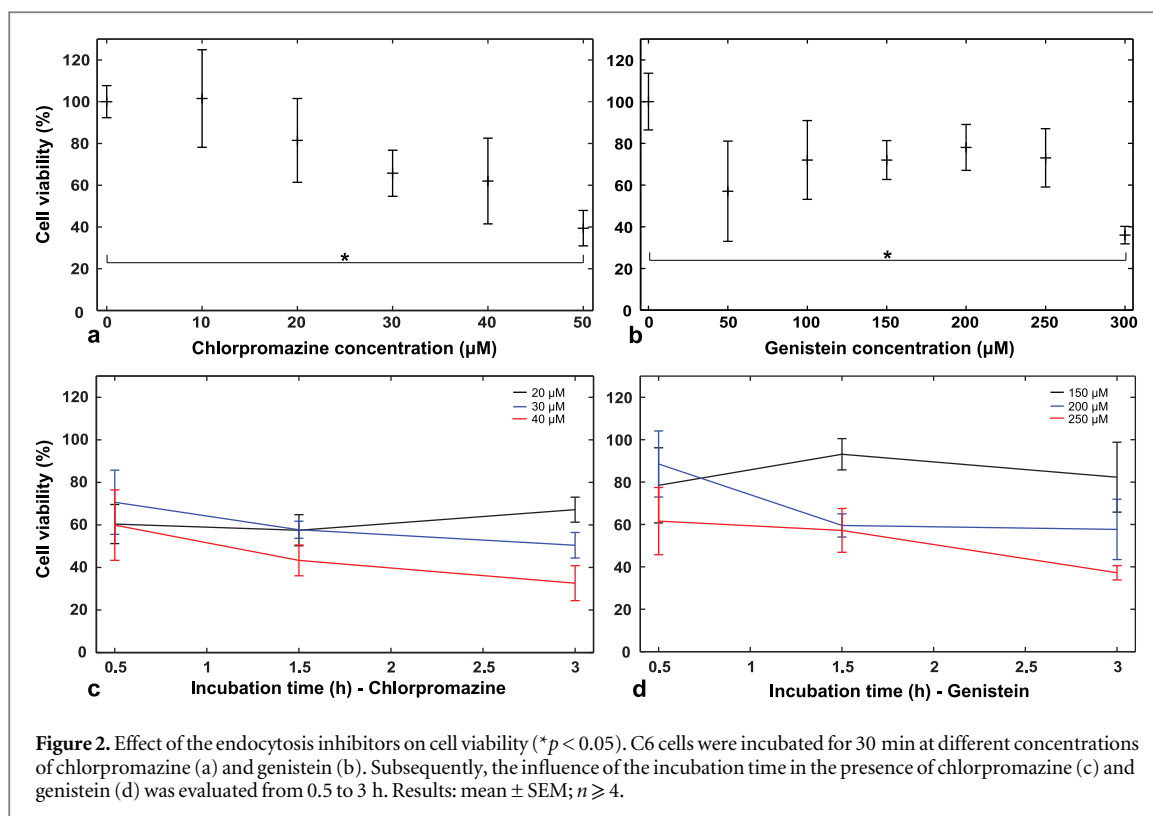 120
100
80
60
40
20
0
Cell viability (%)
*
0 10 20 30 40 50
a
Chlorpromazine concentration (µM)
120
100
80
60
40
20
0
*
0 50 100 150 200 250 300
b
Genistein concentration (µM)
120
100
80
60
40
20
0
Cell viability (%)
20 µM
30 µM
40 µM
0.5 1 1.5 2 2.5 3
c
Incubation time (h) - Chlorpromazine
120
100
80
60
40
20
0
150 µM
200 µM
250 µM
0.5 1 1.5 2 2.5 3
d
Incubation time (h) - Genistein
Figure 2. Effect of the endocytosis inhibitors on cell viability (*p < 0.05). C6 cells were incubated for 30 min at different concentrations
of chlorpromazine (a) and genistein (b). Subsequently, the influence of the incubation time in the presence of chlorpromazine (c) and
genistein (d) was evaluated from 0.5 to 3 h. Results: mean ± SEM; n ⩾ 4.